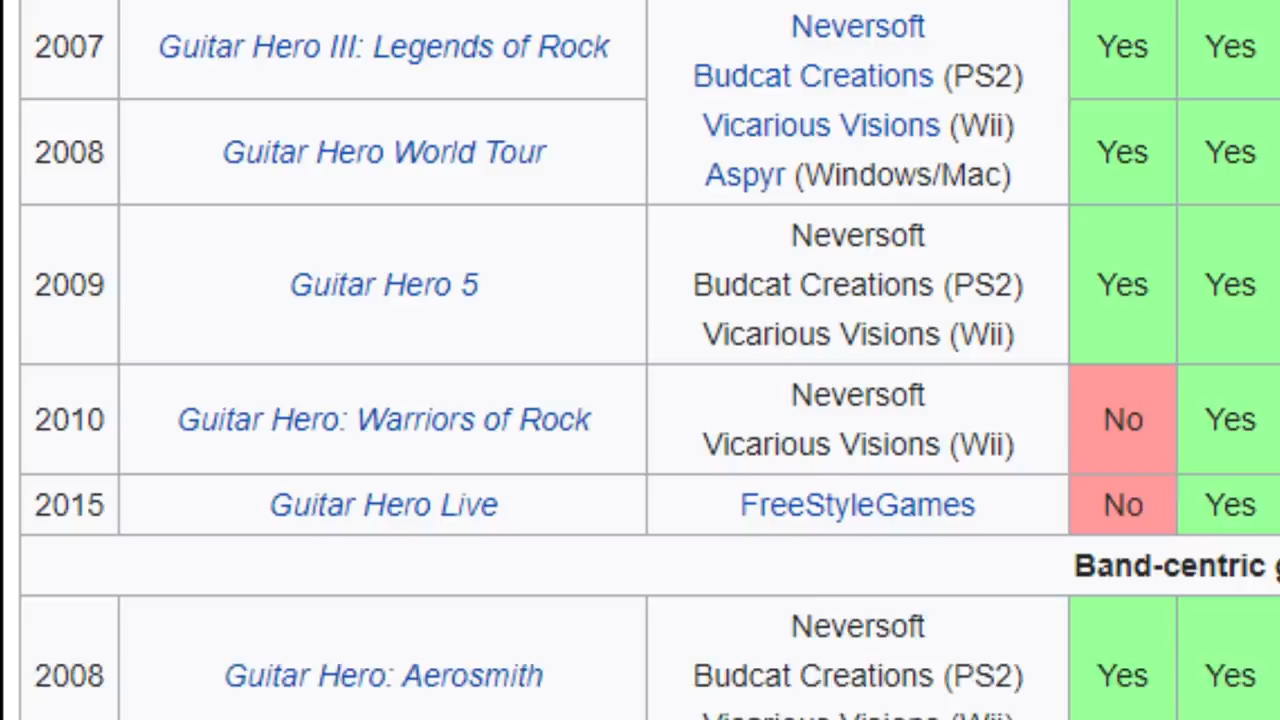 2007 Guitar Hero III: Legends of Rock Neversoft Yes Yes
Budcat Creations (PS2)
Vicarious Visions (Wii)
2008 Guitar Hero World Tour Yes Yes
Aspyr (Windows/Mac)
Neversoft
2009 Guitar Hero 5 Budcat Creations (PS2) Yes Yes
Vicarious Visions (Wii)
Neversoft
2010 Guitar Hero: Warriors of Rock No Yes
Vicarious Visions (Wii)
2015 Guitar Hero Live FreeStyleGames No Yes
Band-centric
Neversoft
2008 Guitar Hero: Aerosmith Budcat Creations (PS2) Yes Yes
Vicarious Visions (Wii)